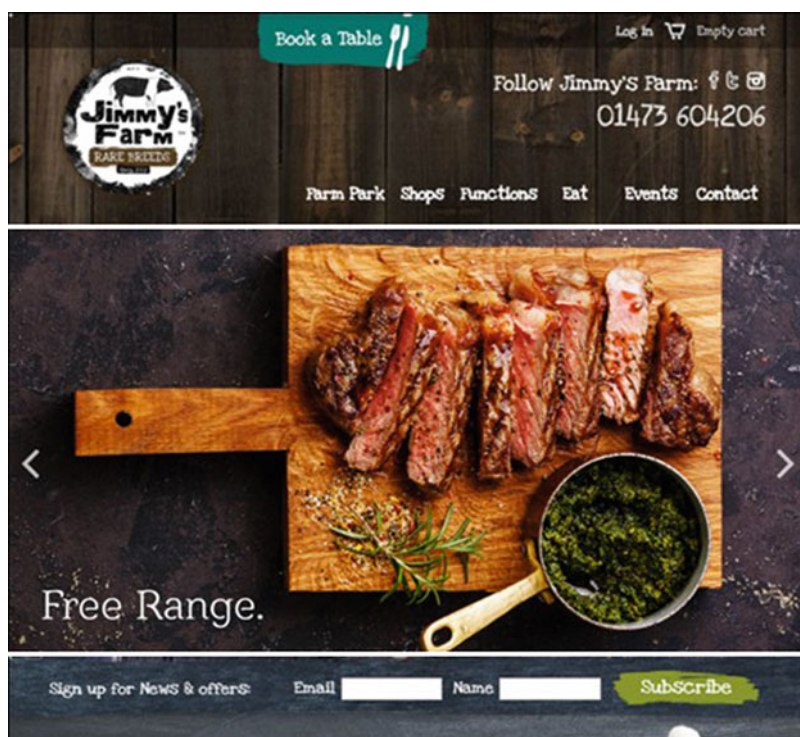 Book a Table
Log in
Empty cart
Follow Jimmy's Farm:
01473 604206
Jimmy's
Farm
RARE BREEDS
Farm Park Shops Functions Eat Events Contact
Free Range.
Sign up for News & offers: Email Name Subscribe